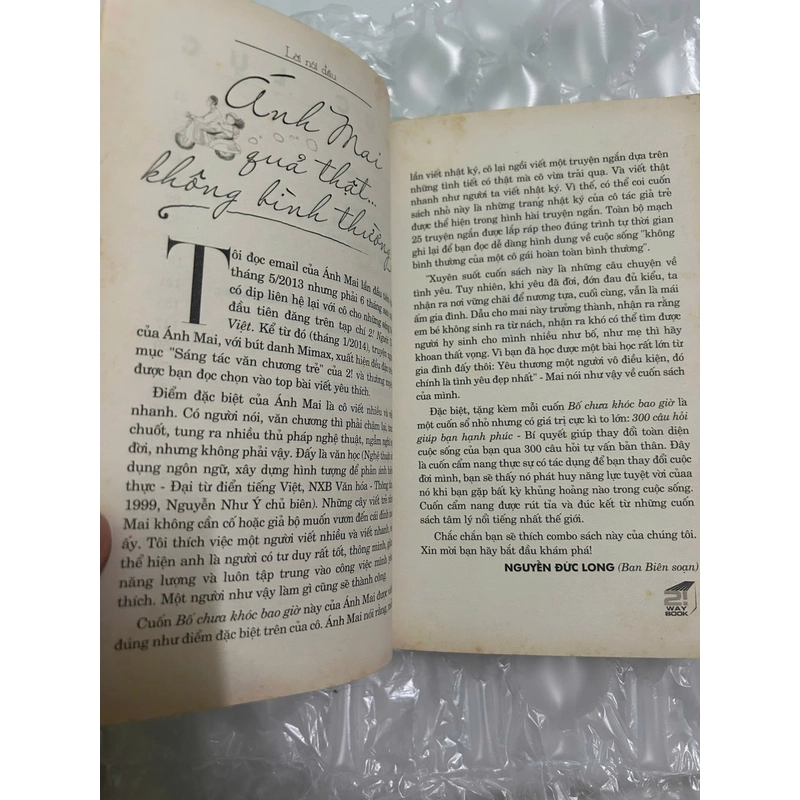 Lời nói đầu
Ánh Mai
quả thật...
không bình thường
Tôi đọc email của Ánh Mai lần đầu tiên
tháng 5/2013 nhưng phải 6 tháng sau
có dịp liên hệ lại với cô cho những sáng
đầu tiên đăng trên tạp chí 2! Người
Việt. Kể từ đó (tháng 1/2014), truyện
của Ánh Mai, với bút danh Mimax, xuất hiện đều
mục "Sáng tác văn chương trẻ" của 2! và thường
được bạn đọc chọn vào top bài viết yêu thích.
Điểm đặc biệt của Ánh Mai là cô viết nhiều và
nhanh. Có người nói, văn chương thì phải chậm lại,
chuốt, tung ra nhiều thủ pháp nghệ thuật, ngẫm nghĩ
đời, nhưng không phải vậy. Đấy là văn học (Nghệ thuật
dụng ngôn ngữ, xây dựng hình tượng để phản ánh
thực - Đại từ điển tiếng Việt, NXB Văn hóa - Thông
1999, Nguyễn Như Ý chủ biên). Những cây viết trẻ
Mai không cần cố hoặc giả bộ muốn vươn đến cái đỉnh
ấy. Tôi thích việc một người viết nhiều và viết nhanh,
thể hiện anh là người có tư duy rất tốt, thông minh,
năng lượng và luôn tập trung vào công việc mình
thích. Một người như vậy làm gì cũng sẽ thành công.
Cuốn Bố chưa khóc bao giờ này của Ánh Mai được
đúng như điểm đặc biệt trên của cô. Ánh Mai nói rằng,
lần viết nhật ký, cô lại ngồi viết một truyện ngắn dựa trên
những tình tiết có thật mà cô vừa trải qua. Và viết thật
nhanh như người ta viết nhật ký. Vì thế, có thể coi cuốn
sách nhỏ này là những trang nhật ký của cô tác giả trẻ
được thể hiện trong hình hài truyện ngắn. Toàn bộ mạch
25 truyện ngắn được lắp ráp theo đúng trình tự thời gian
ghi lại để bạn đọc dễ dàng hình dung về cuộc sống "không
bình thường của một cô gái hoàn toàn bình thường".
"Xuyên suốt cuốn sách này là những câu chuyện về
tình yêu. Tuy nhiên, khi yêu đã đời, đớn đau đủ kiểu, ta
nhận ra nơi vững chãi để nương tựa, cuối cùng, vẫn là mái
ấm gia đình. Dẫu cho mai này trưởng thành, nhận ra rằng
em bé không sinh ra từ nách, nhận ra khó có thể tìm được
người hy sinh cho mình nhiều như bố, như mẹ thì hãy
khoan thất vọng. Vì bạn đã học được một bài học rất lớn từ
gia đình đấy thôi: Yêu thương một người vô điều kiện, đó
chính là tình yêu đẹp nhất" - Mai nói như vậy về cuốn sách
của mình.
Đặc biệt, tặng kèm mỗi cuốn Bố chưa khóc bao giờ là
một cuốn sổ nhỏ nhưng có giá trị cực kì to lớn: 300 câu hỏi
giúp bạn hạnh phúc - Bí quyết giúp thay đổi toàn diện
cuộc sống của bạn qua 300 câu hỏi tự vấn bản thân. Đây
là cuốn cẩm nang thực sự có tác dụng để bạn thay đổi cuộc
đời mình, bạn sẽ thấy nó phát huy năng lực tuyệt vời củaa
nó khi bạn gặp bất kỳ khủng hoảng nào trong cuộc sống.
Cuốn cẩm nang được rút tỉa và đúc kết từ những cuốn
sách tâm lý nổi tiếng nhất thế giới.
Chắc chắn bạn sẽ thích combo sách này của chúng tôi.
Xin mời bạn hãy bắt đầu khám phá!
NGUYỄN ĐỨC LONG (Ban Biên soạn)
2!
WAY
BOOK